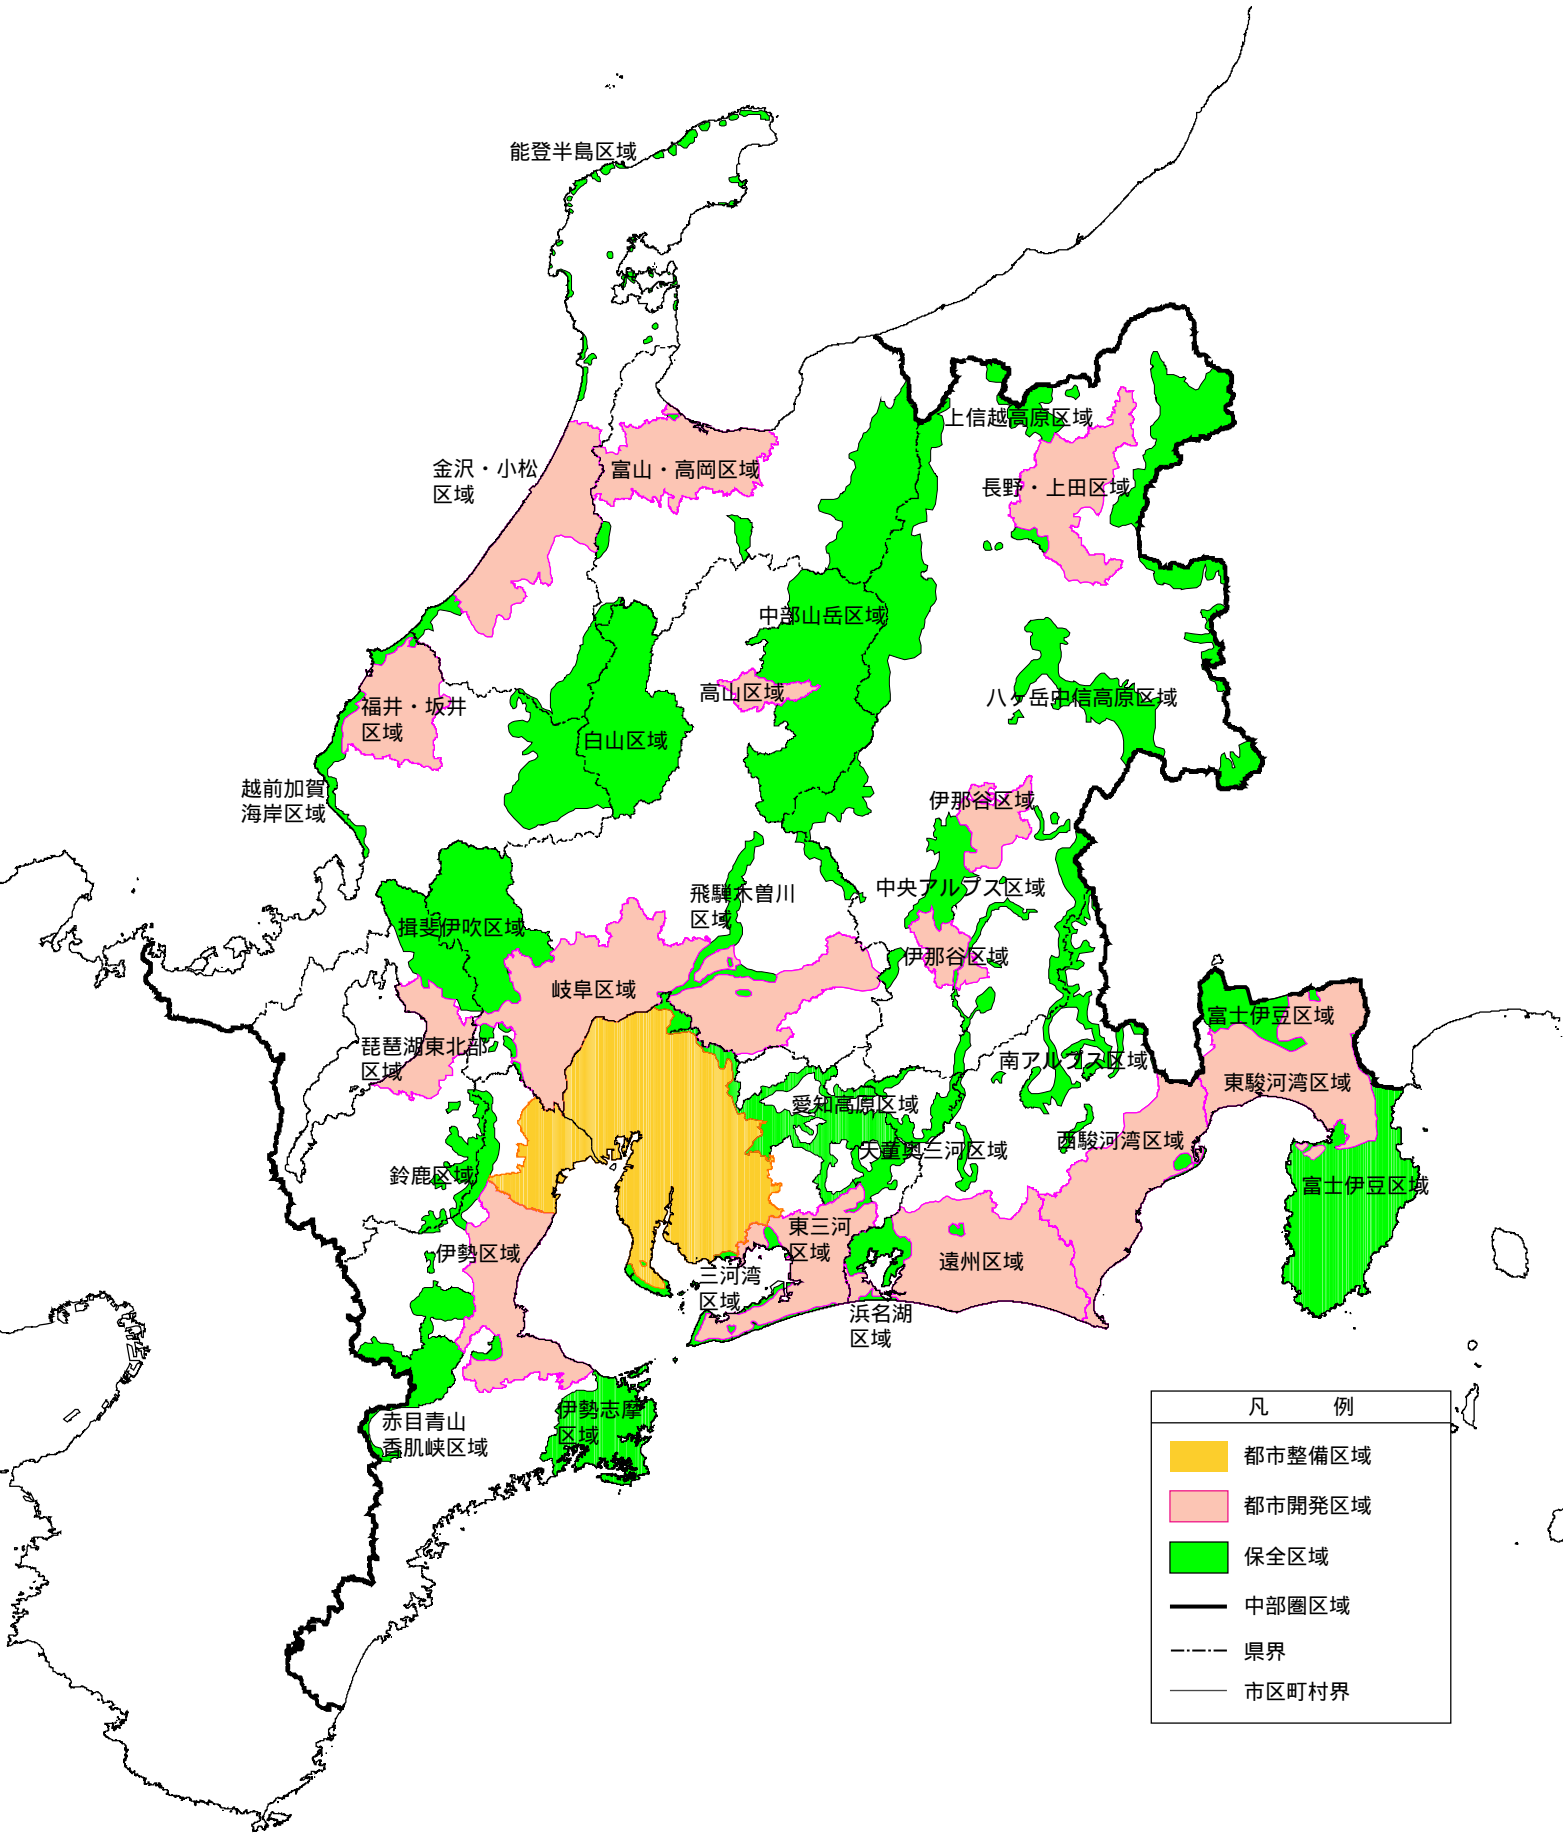 能登半島区域
上信越高原区域
金沢・小松
区域
富山・高岡区域
長野・上田区域
中部山岳区域
高山区域
八ヶ岳中信高原区域
福井・坂井
区域
白山区域
越前加賀
海岸区域
伊那谷区域
飛騨木曽川
区域
中央アルプス区域
揖斐伊吹区域
伊那谷区域
岐阜区域
富士伊豆区域
琵琶湖東北部
区域
南アルプス区域
東駿河湾区域
愛知高原区域
天竜奥三河区域
西駿河湾区域
鈴鹿区域
富士伊豆区域
東三河
区域
伊勢区域
遠州区域
三河湾
区域
浜名湖
区域
伊勢志摩
区域
赤目青山
香肌峡区域
凡 例
都市整備区域
都市開発区域
保全区域
中部圏区域
県界
市区町村界